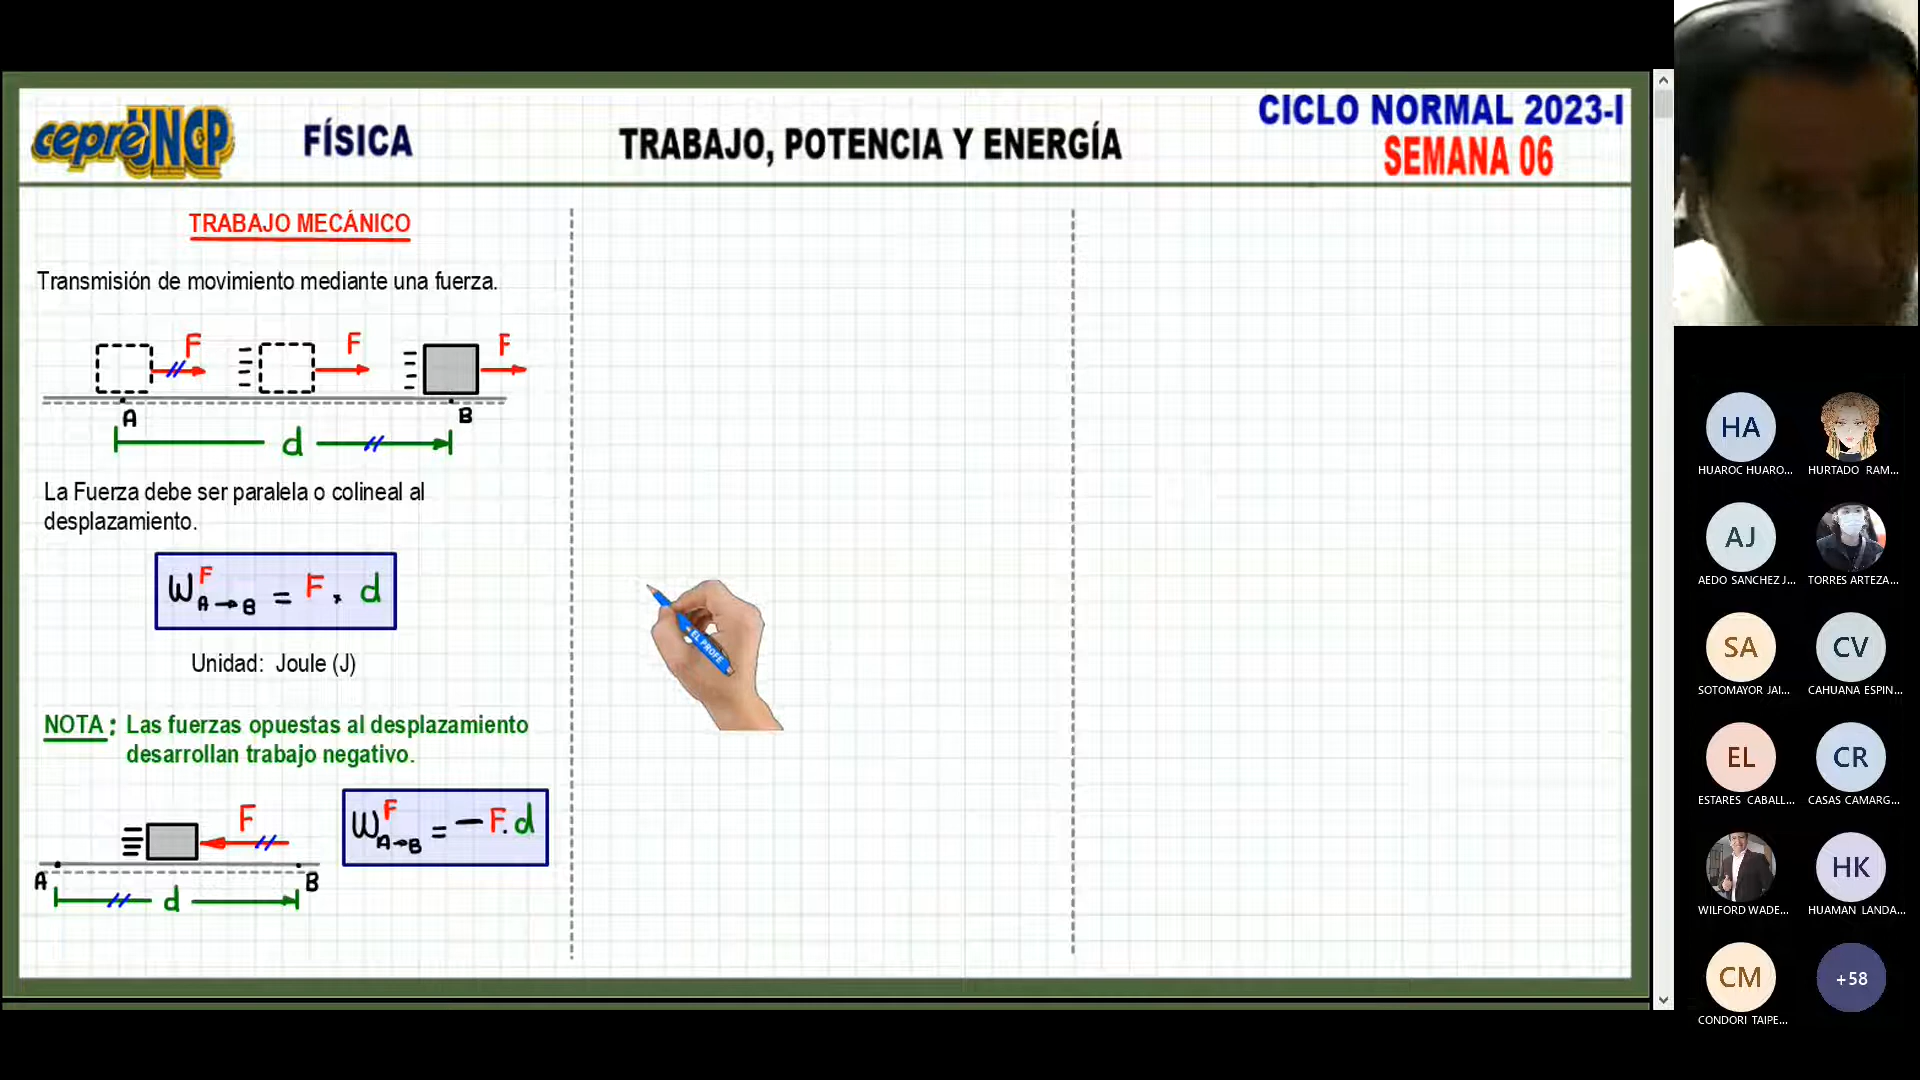 cepreUNCP
FÍSICA
TRABAJO, POTENCIA Y ENERGÍA
CICLO NORMAL 2023-I
SEMANA 06
TRABAJO MECÁNICO
Transmisión de movimiento mediante una fuerza.
F F F
A B
d
La Fuerza debe ser paralela o colineal al
desplazamiento.
W F A→B = F . d
Unidad: Joule (J)
NOTA: Las fuerzas opuestas al desplazamiento
desarrollan trabajo negativo.
F
A B
d
W F A→B = - F.d
EL PROFE
HA
HUAROC HUARO...
HURTADO RAM...
AJ
AEDO SANCHEZ J...
TORRES ARTEZA...
SA CV
SOTOMAYOR JAI...
CAHUANA ESPIN...
EL CR
ESTARES CABALL...
CASAS CAMARG...
HK
WILFORD WADE...
HUAMAN LANDA...
CM +58
CONDORI TAIPE...